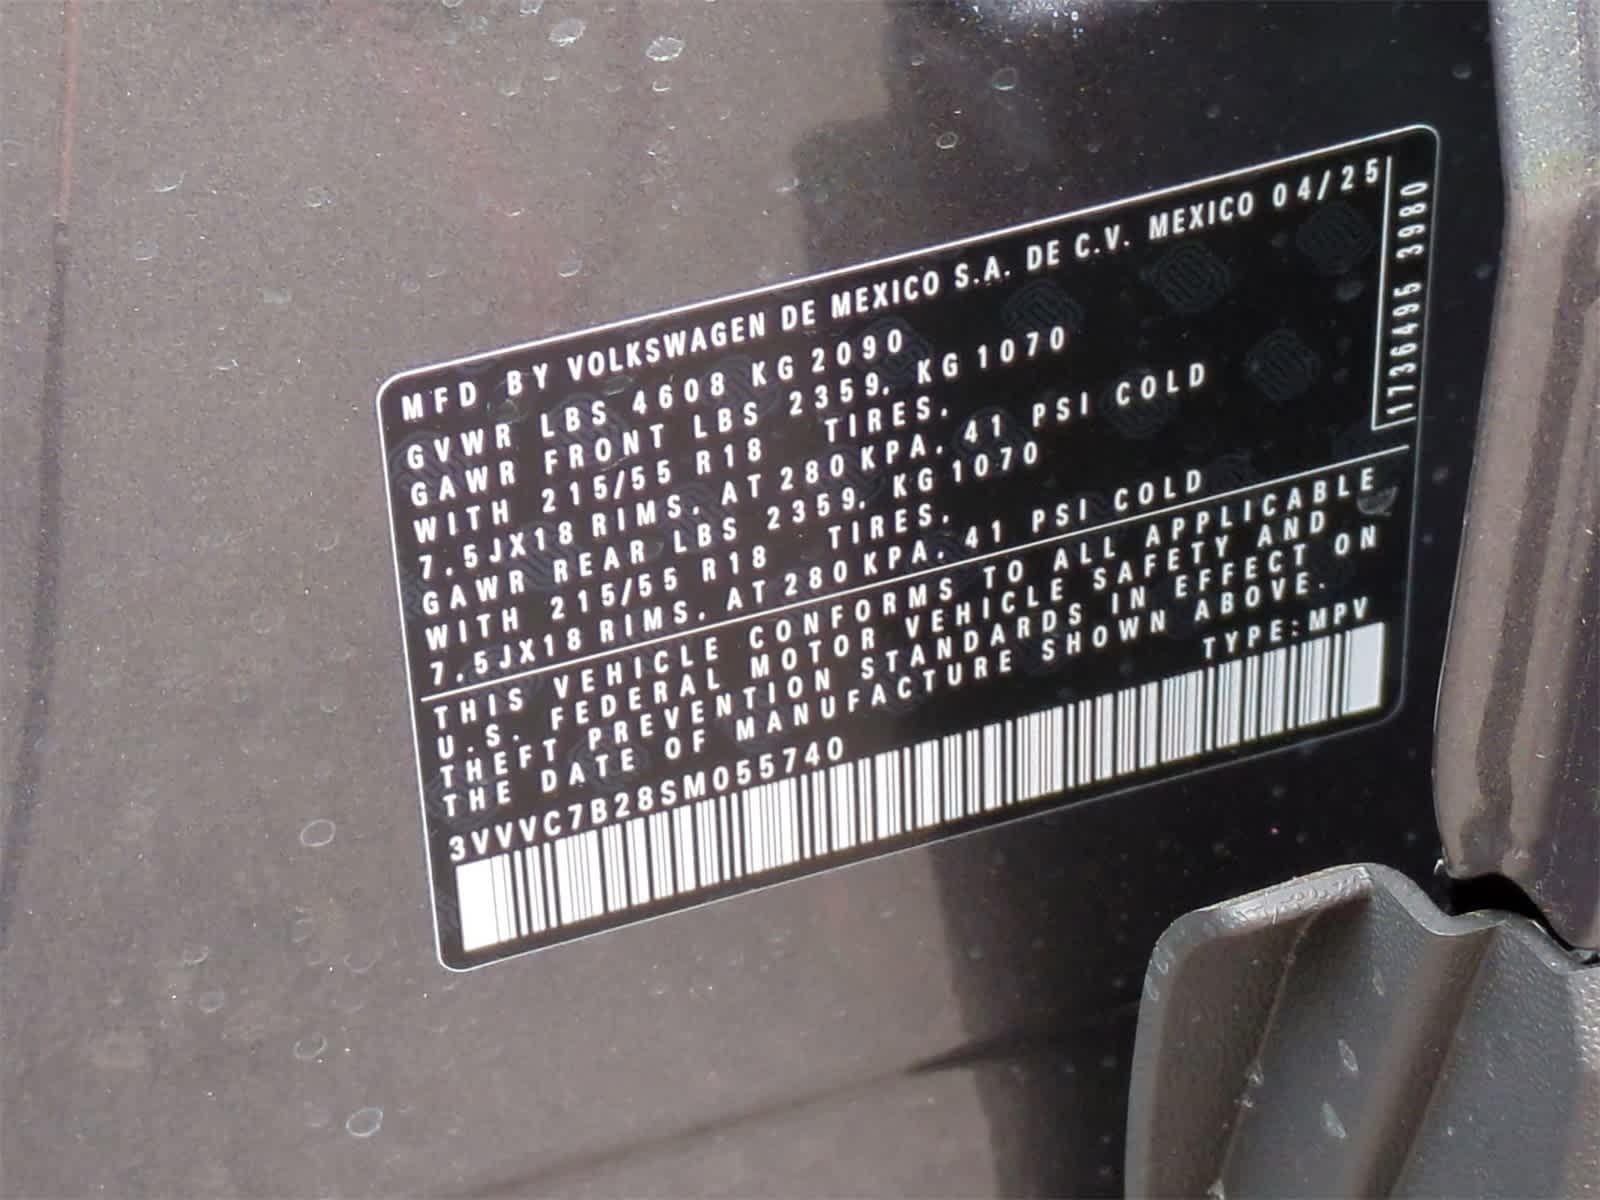 MFD BY VOLKSWAGEN DE MEXICO S.A. DE C.V. MEXICO 04/25
GVWR LBS 4608 KG 2090
GAWR FRONT LBS 2359, KG 1070
WITH 215/55 R18 TIRES,
7.5JX18 RIMS, AT 280 KPA, 41 PSI COLD
GAWR REAR LBS 2359, KG 1070
WITH 215/55 R18 TIRES,
7.5JX18 RIMS, AT 280 KPA, 41 PSI COLD
THIS VEHICLE CONFORMS TO ALL APPLICABLE
U.S. FEDERAL MOTOR VEHICLE SAFETY AND
THEFT PREVENTION STANDARDS IN EFFECT ON
THE DATE OF MANUFACTURE SHOWN ABOVE.
3VVVC7B28SM055740
TYPE:MPV
1736495 3980